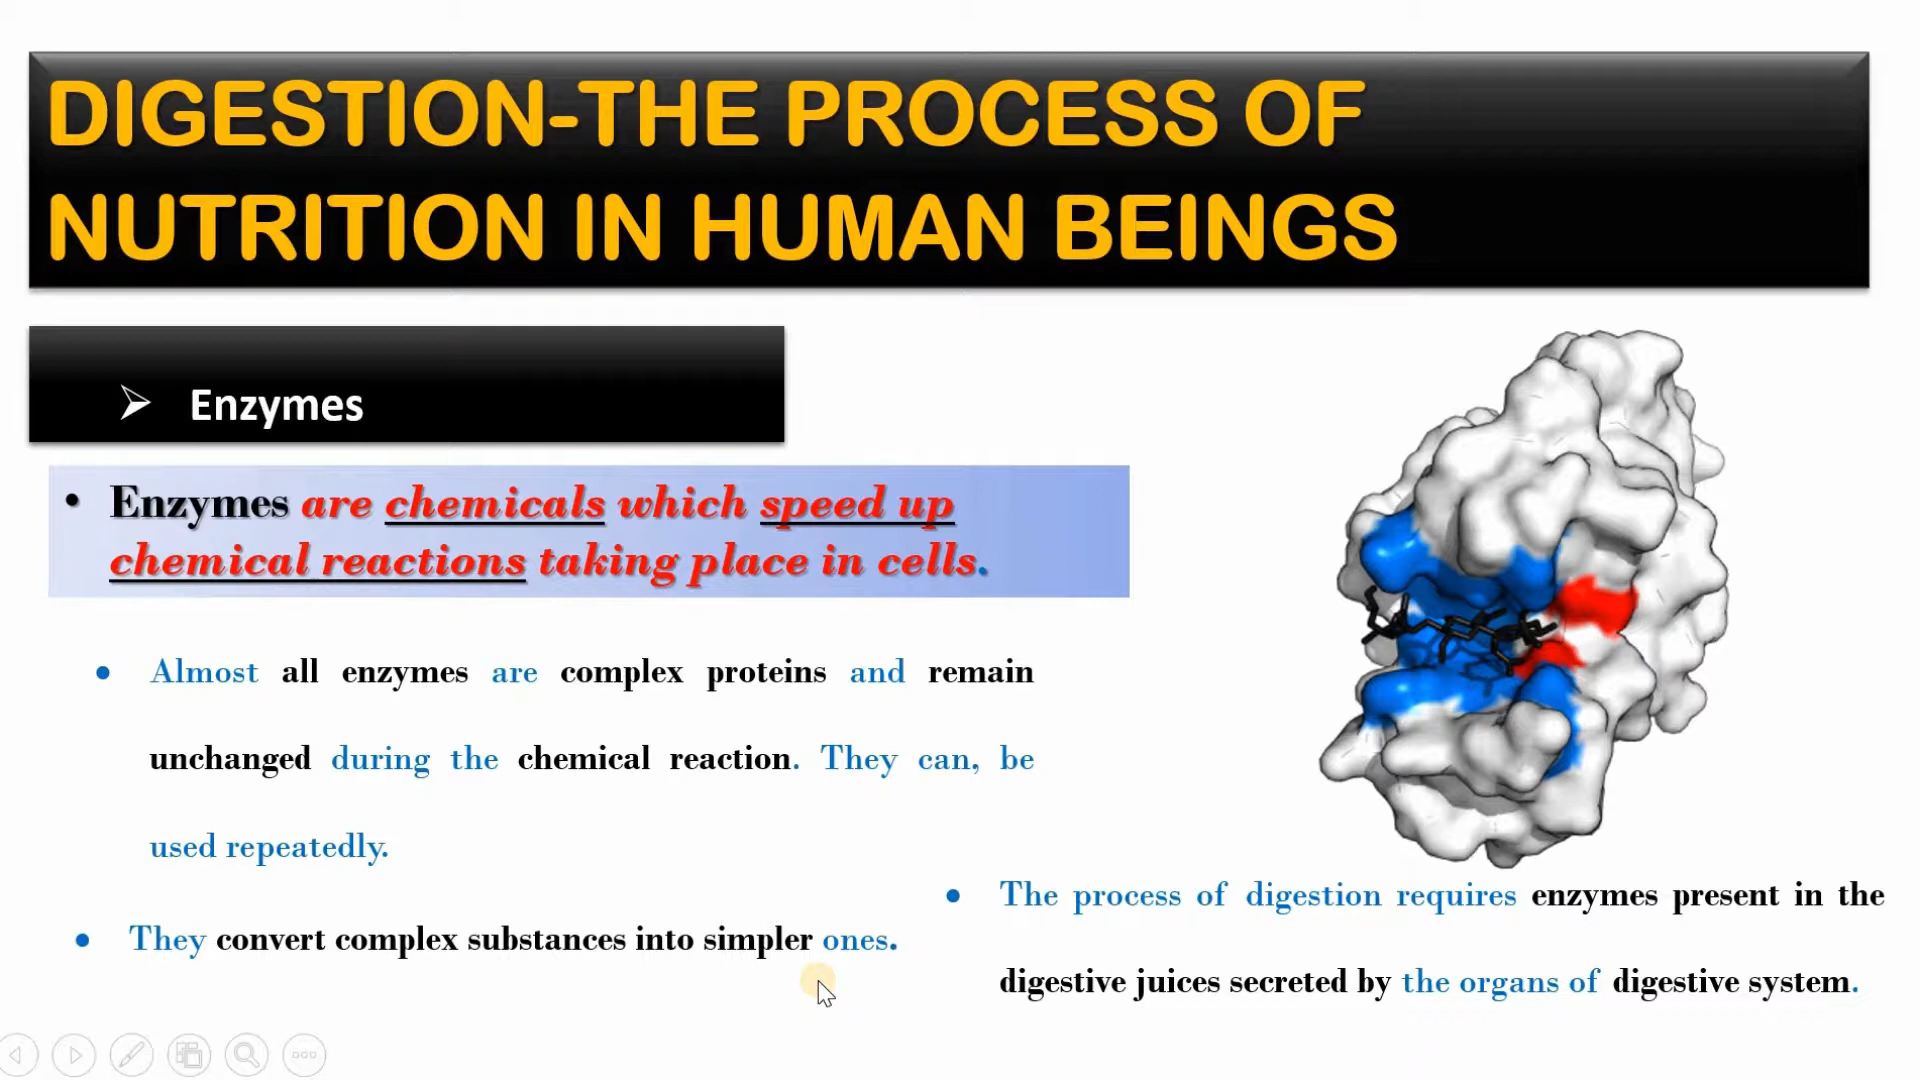 DIGESTION-THE PROCESS OF
NUTRITION IN HUMAN BEINGS
Enzymes
Enzymes are chemicals which speed up
chemical reactions taking place in cells.
Almost all enzymes are complex proteins and remain
unchanged during the chemical reaction. They can, be
used repeatedly.
They convert complex substances into simpler ones.
The process of digestion requires enzymes present in the
digestive juices secreted by the organs of digestive system.